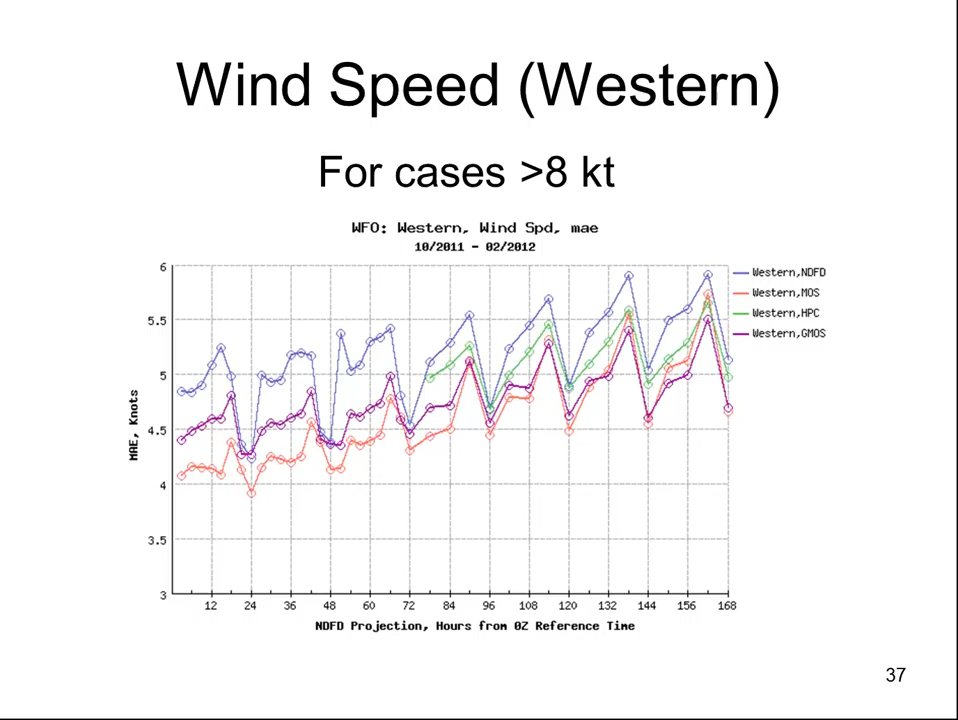 Wind Speed (Western)
For cases >8 kt
WFO: Western, Wind Spd, mae
10/2011 - 02/2012
6
5.5
5
4.5
4
3.5
3
MAE, Knots
12 24 36 48 60 72 84 96 108 120 132 144 156 168
NDFD Projection, Hours from 0Z Reference Time
Western,NDFD
Western,MOS
Western,HPC
Western,GMOS
37